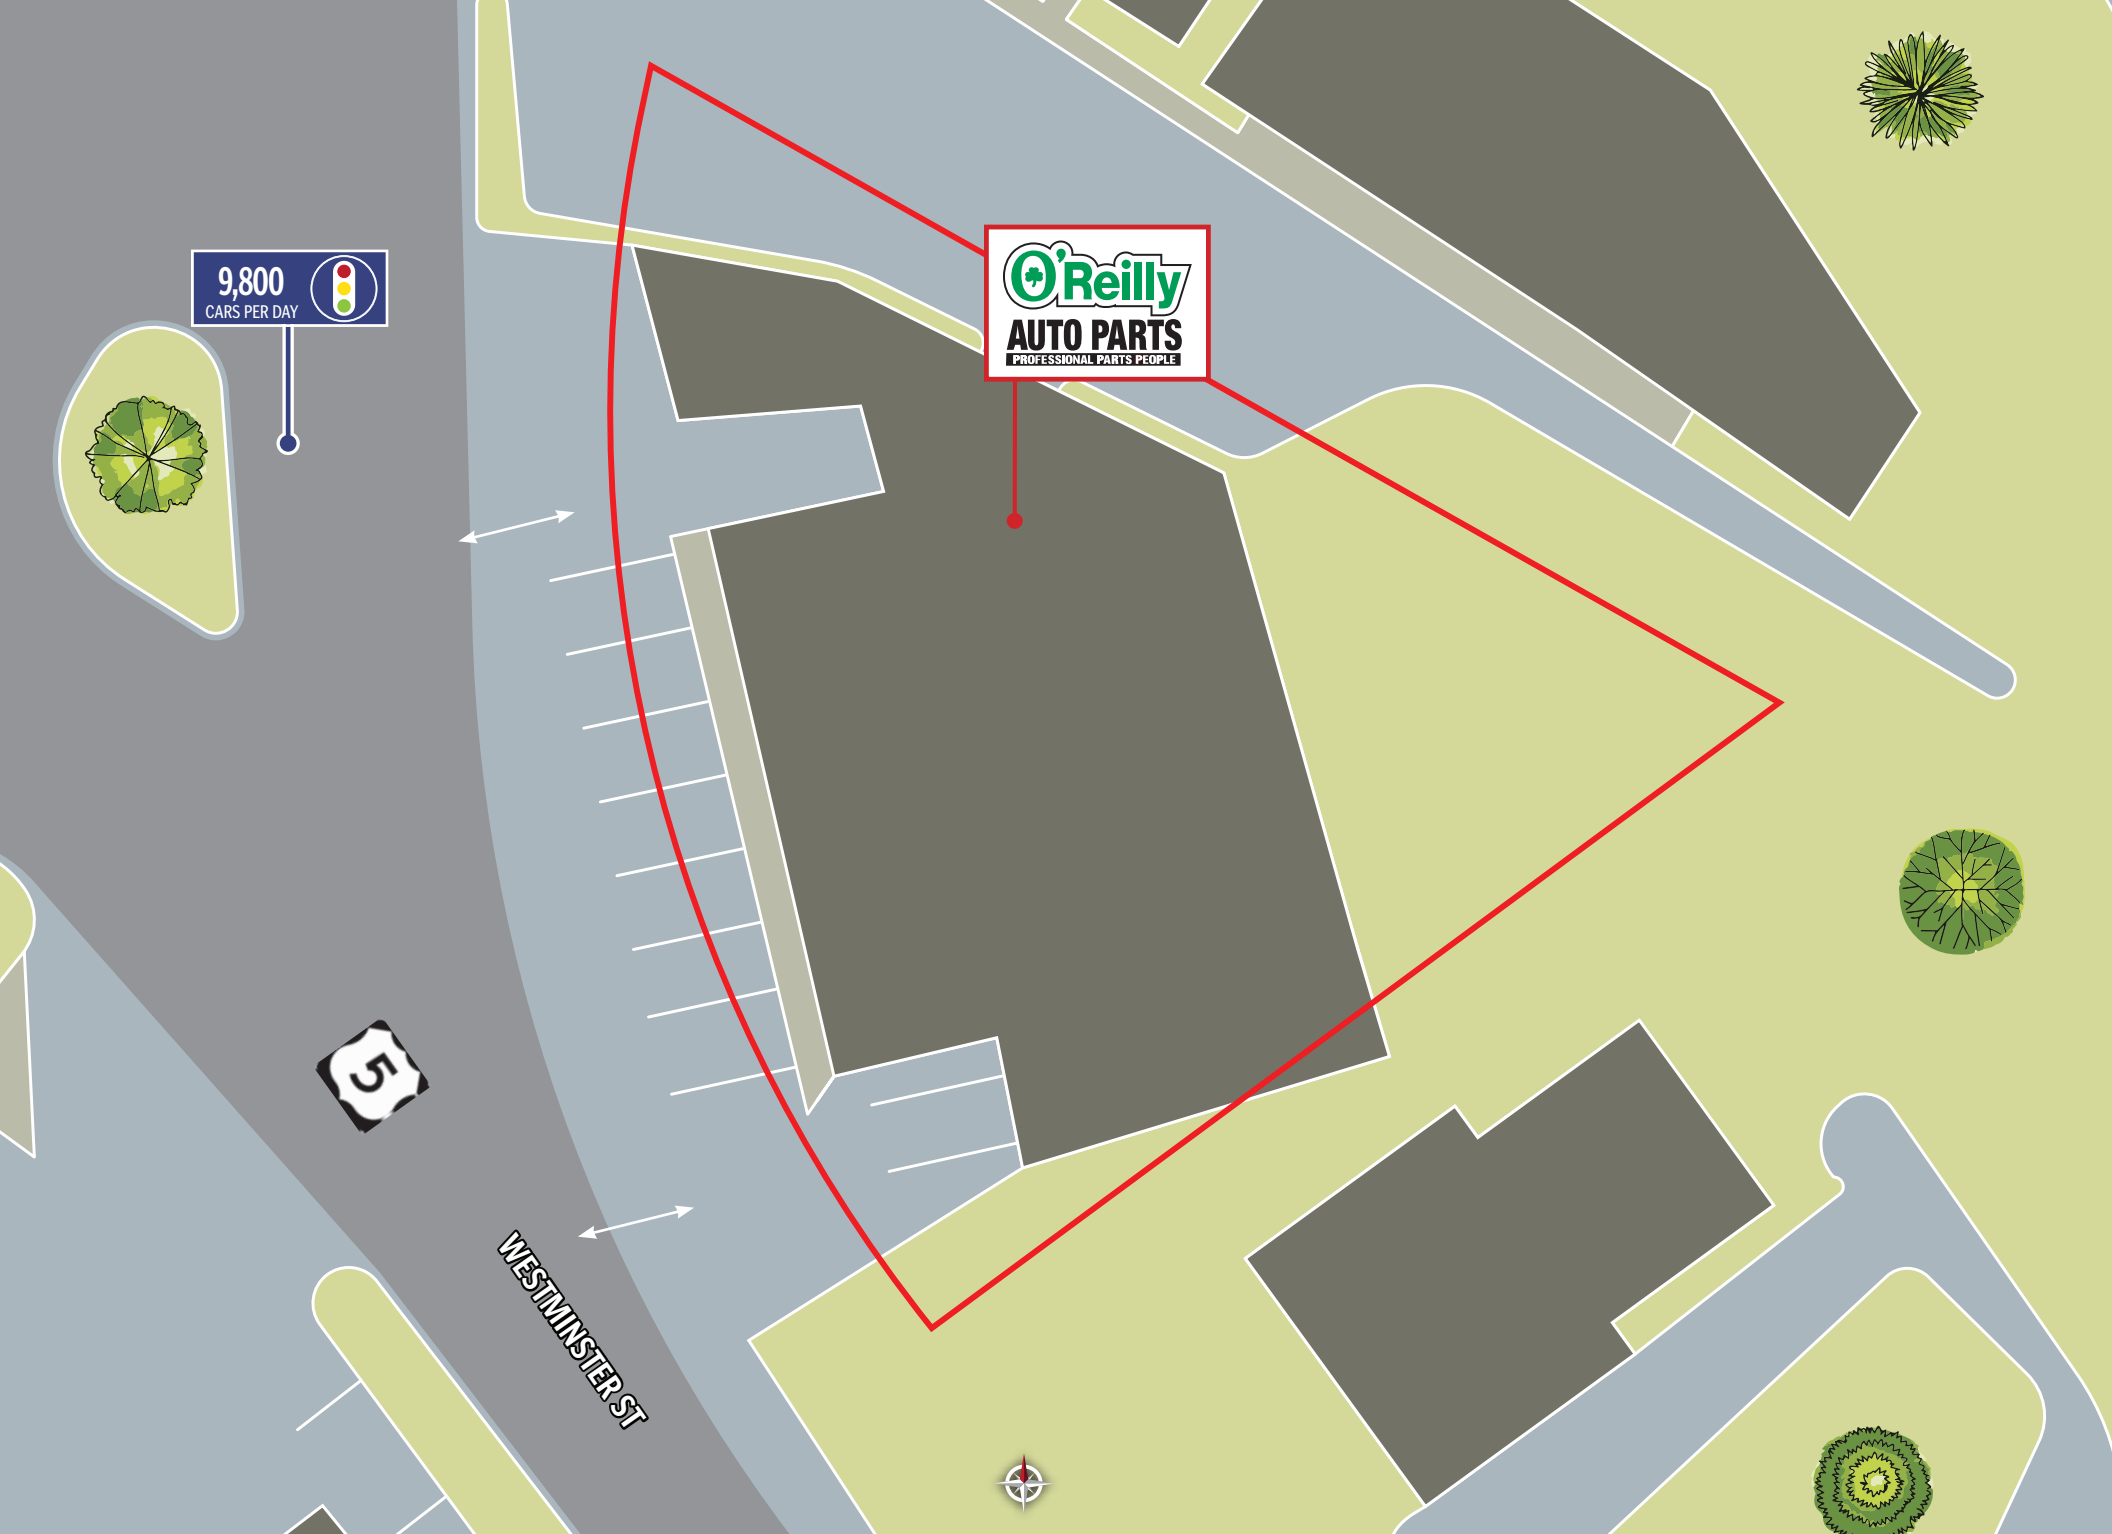 9,800
CARS PER DAY
O'Reilly
AUTO PARTS
PROFESSIONAL PARTS PEOPLE
5
WESTMINSTER ST